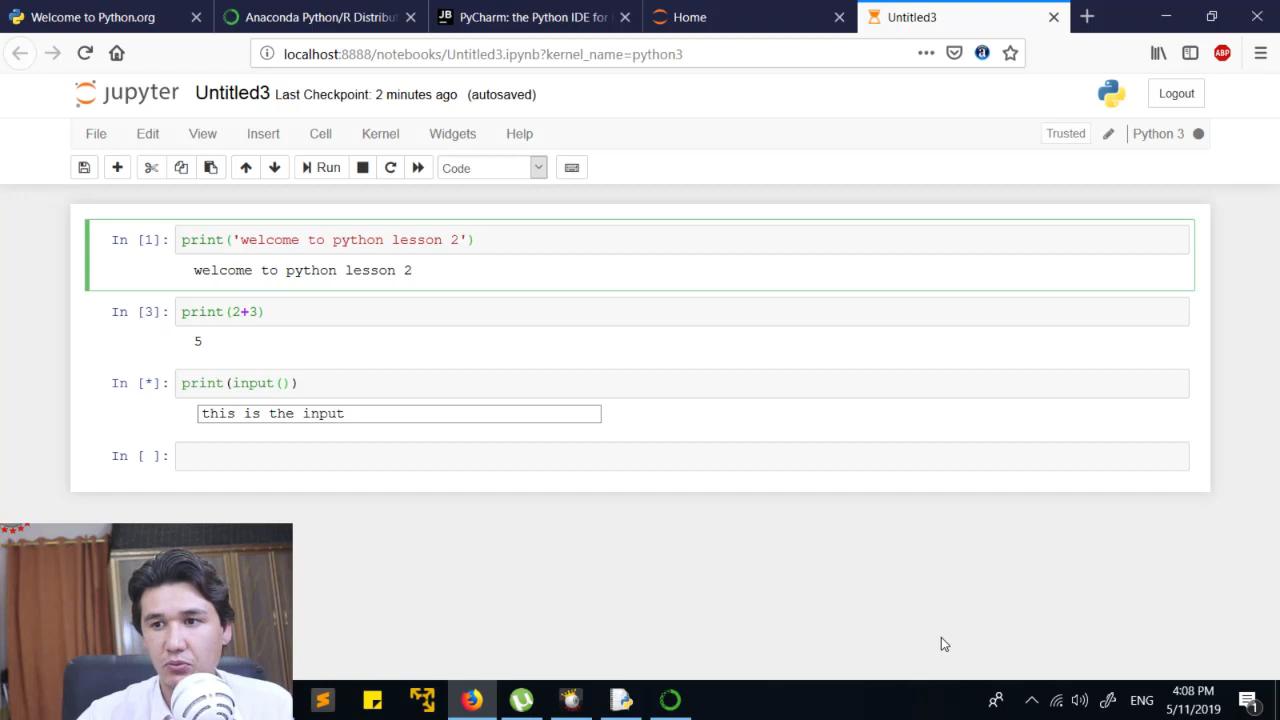 Welcome to Python.org
Anaconda Python/R Distribut
PyCharm: the Python IDE for
Home
Untitled3
localhost:8888/notebooks/Untitled3.ipynb?kernel_name=python3
ABP
jupyter Untitled3 Last Checkpoint: 2 minutes ago (autosaved)
Logout
File Edit View Insert Cell Kernel Widgets Help
Trusted
Python 3
Run
Code
In [1]: print('welcome to python lesson 2')
welcome to python lesson 2
In [3]: print(2+3)
5
In [*]: print(input())
this is the input
In [ ]:
ENG
4:08 PM
5/11/2019
1